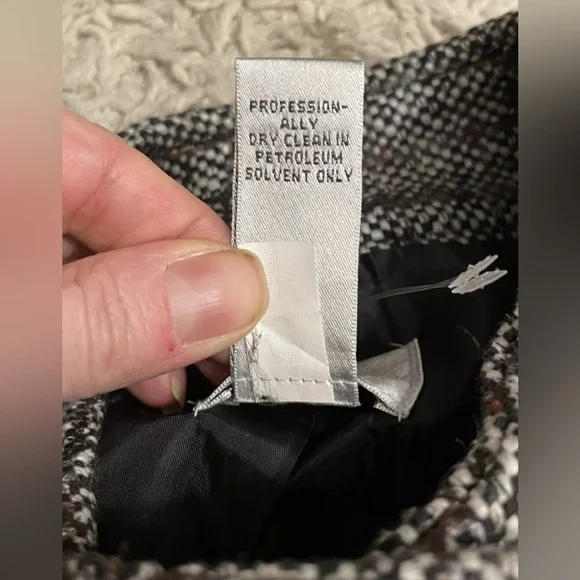 PROFESSION-
ALLY
DRY CLEAN IN
PETROLEUM
SOLVENT ONLY